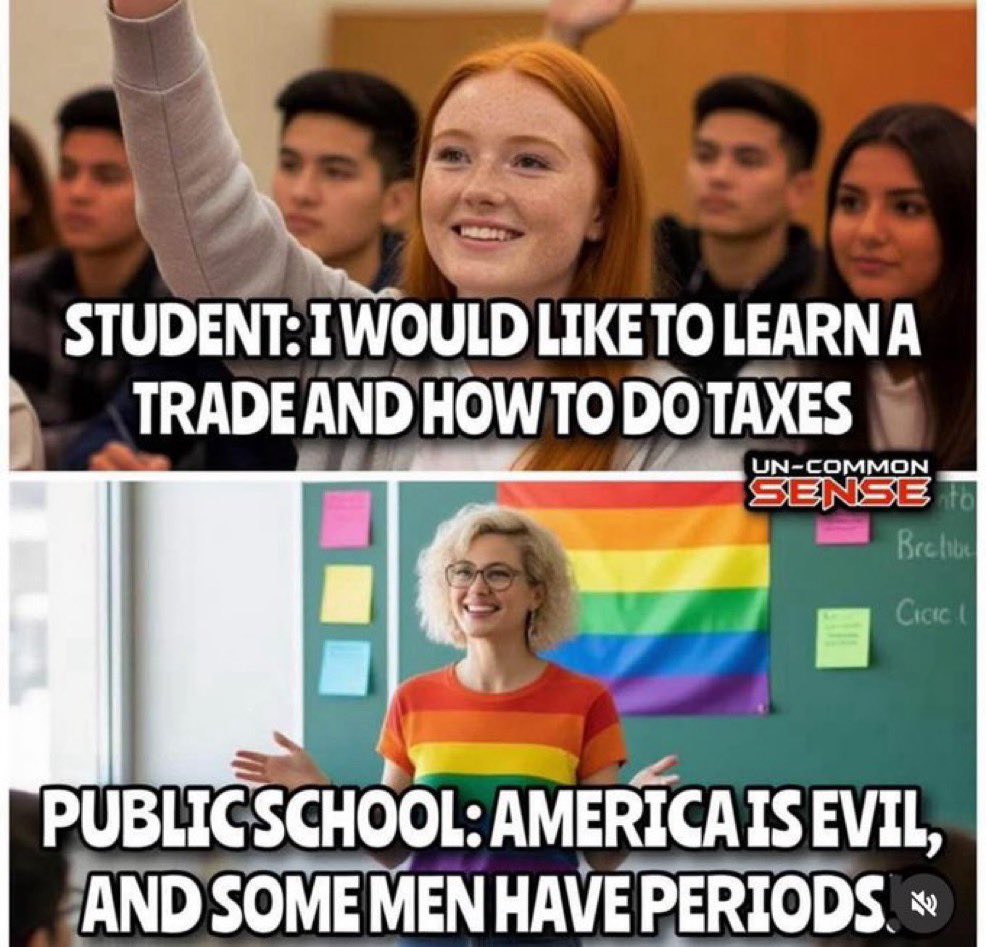 STUDENT: I WOULD LIKE TO LEARN A
TRADE AND HOW TO DO TAXES
UN-COMMON
SENSE
PUBLIC SCHOOL: AMERICA IS EVIL,
AND SOME MEN HAVE PERIODS.